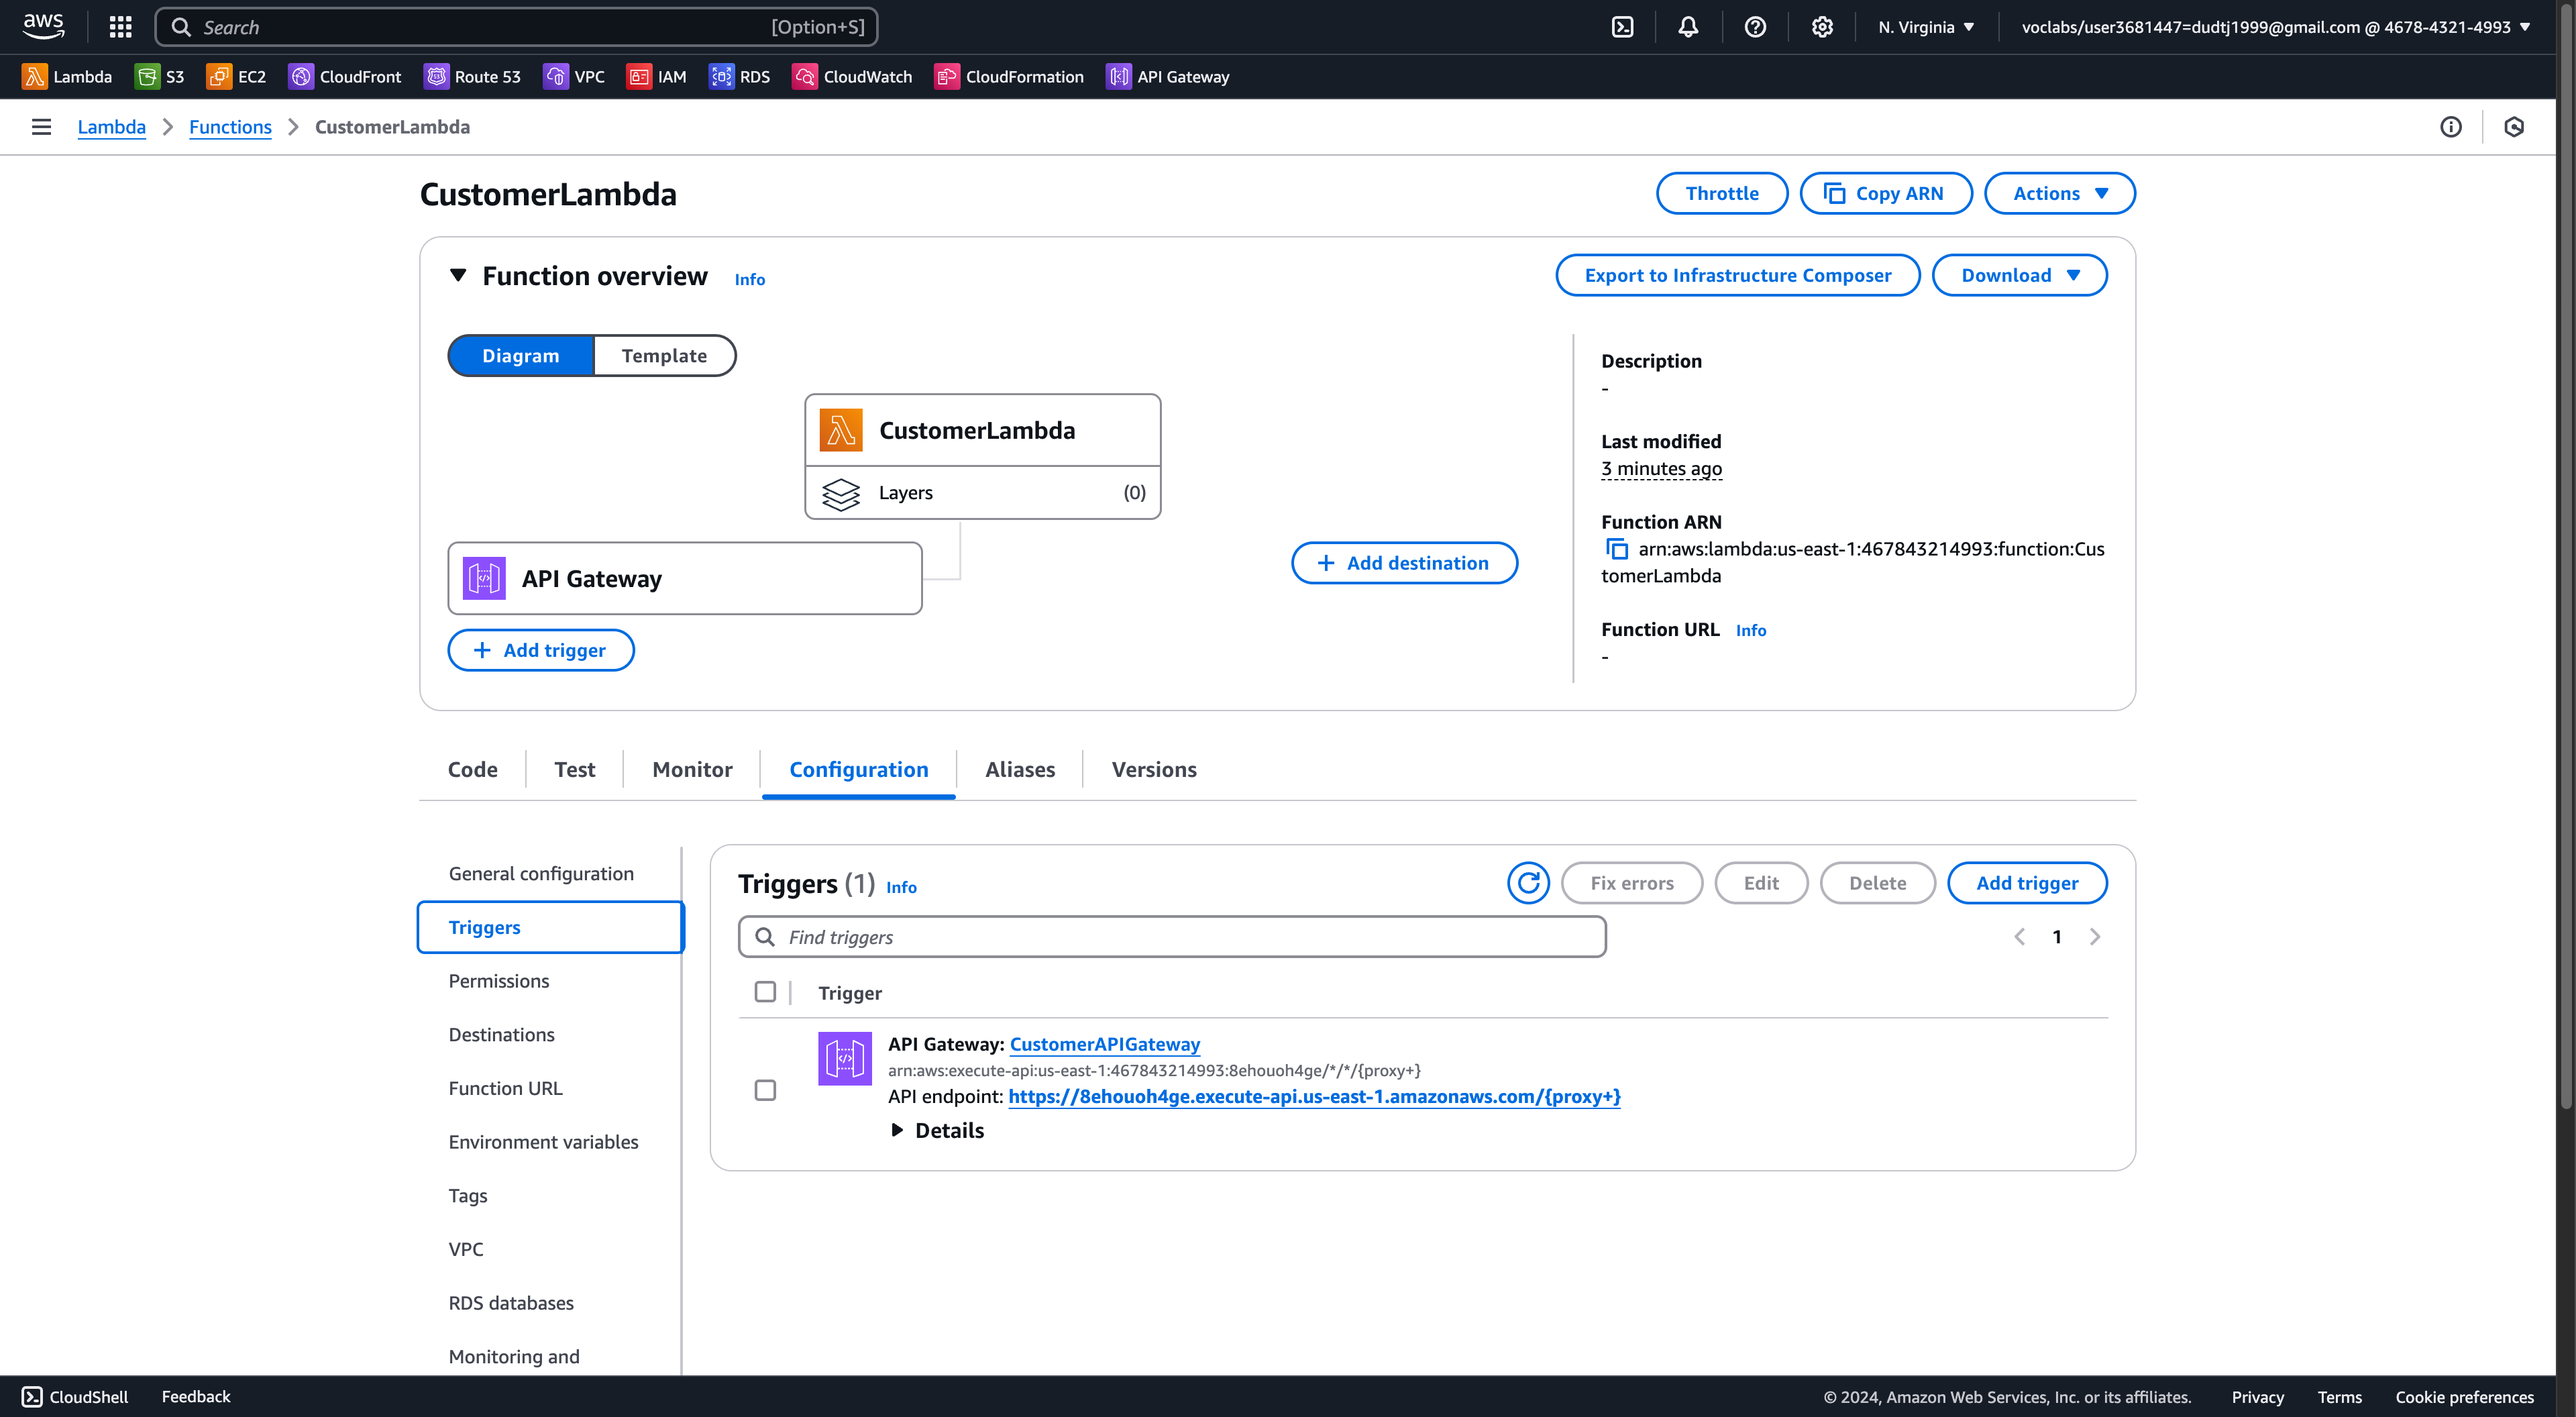 aws
Search [Option+S]
N. Virginia
voclabs/user3681447=dudtj1999@gmail.com @ 4678-4321-4993
Lambda S3 EC2 CloudFront Route 53 VPC IAM RDS CloudWatch CloudFormation API Gateway
Lambda Functions CustomerLambda
CustomerLambda
Throttle
Copy ARN
Actions
Function overview Info
Export to Infrastructure Composer
Download
Diagram
Template
CustomerLambda
Layers (0)
API Gateway
+ Add trigger
+ Add destination
Description
-
Last modified
3 minutes ago
Function ARN
arn:aws:lambda:us-east-1:467843214993:function:Cus
tomerLambda
Function URL Info
-
Code
Test
Monitor
Configuration
Aliases
Versions
General configuration
Triggers
Permissions
Destinations
Function URL
Environment variables
Tags
VPC
RDS databases
Monitoring and
Triggers (1) Info
Fix errors
Edit
Delete
Add trigger
Find triggers
1
Trigger
API Gateway: CustomerAPIGateway
arn:aws:execute-api:us-east-1:467843214993:8ehouoh4ge/*/*/{proxy+}
API endpoint: https://8ehouoh4ge.execute-api.us-east-1.amazonaws.com/{proxy+}
Details
CloudShell
Feedback
© 2024, Amazon Web Services, Inc. or its affiliates.
Privacy
Terms
Cookie preferences